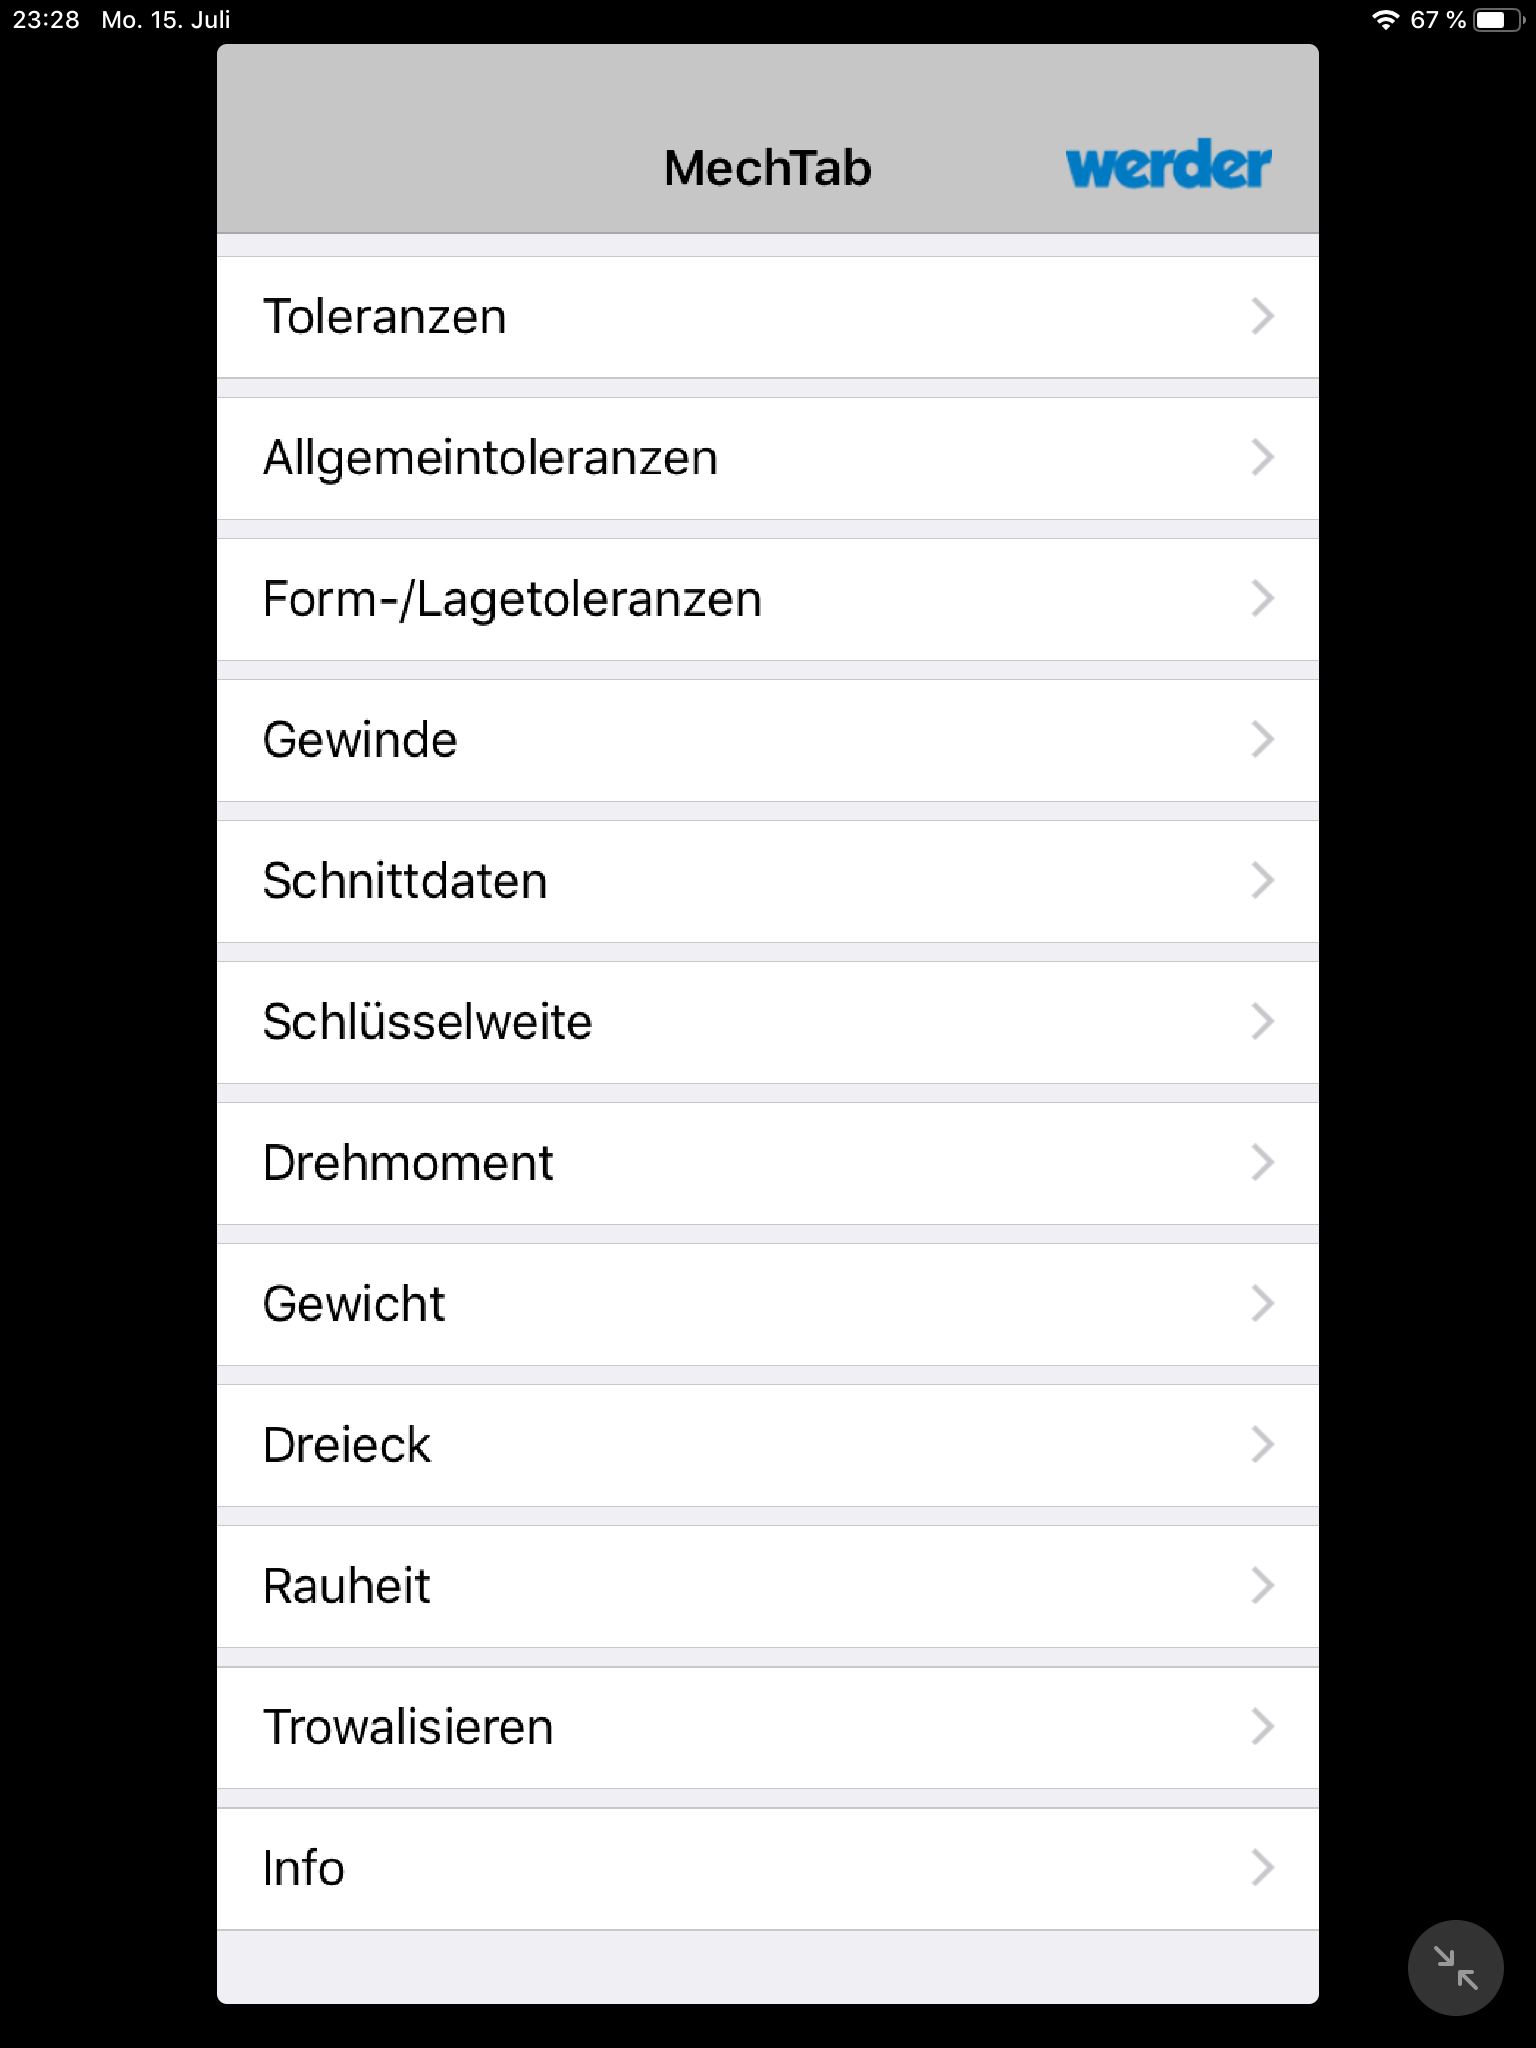 23:28 Mo. 15. Juli 67 %
MechTab werder
Toleranzen
Allgemeintoleranzen
Form-/Lagetoleranzen
Gewinde
Schnittdaten
Schlüsselweite
Drehmoment
Gewicht
Dreieck
Rauheit
Trowalisieren
Info